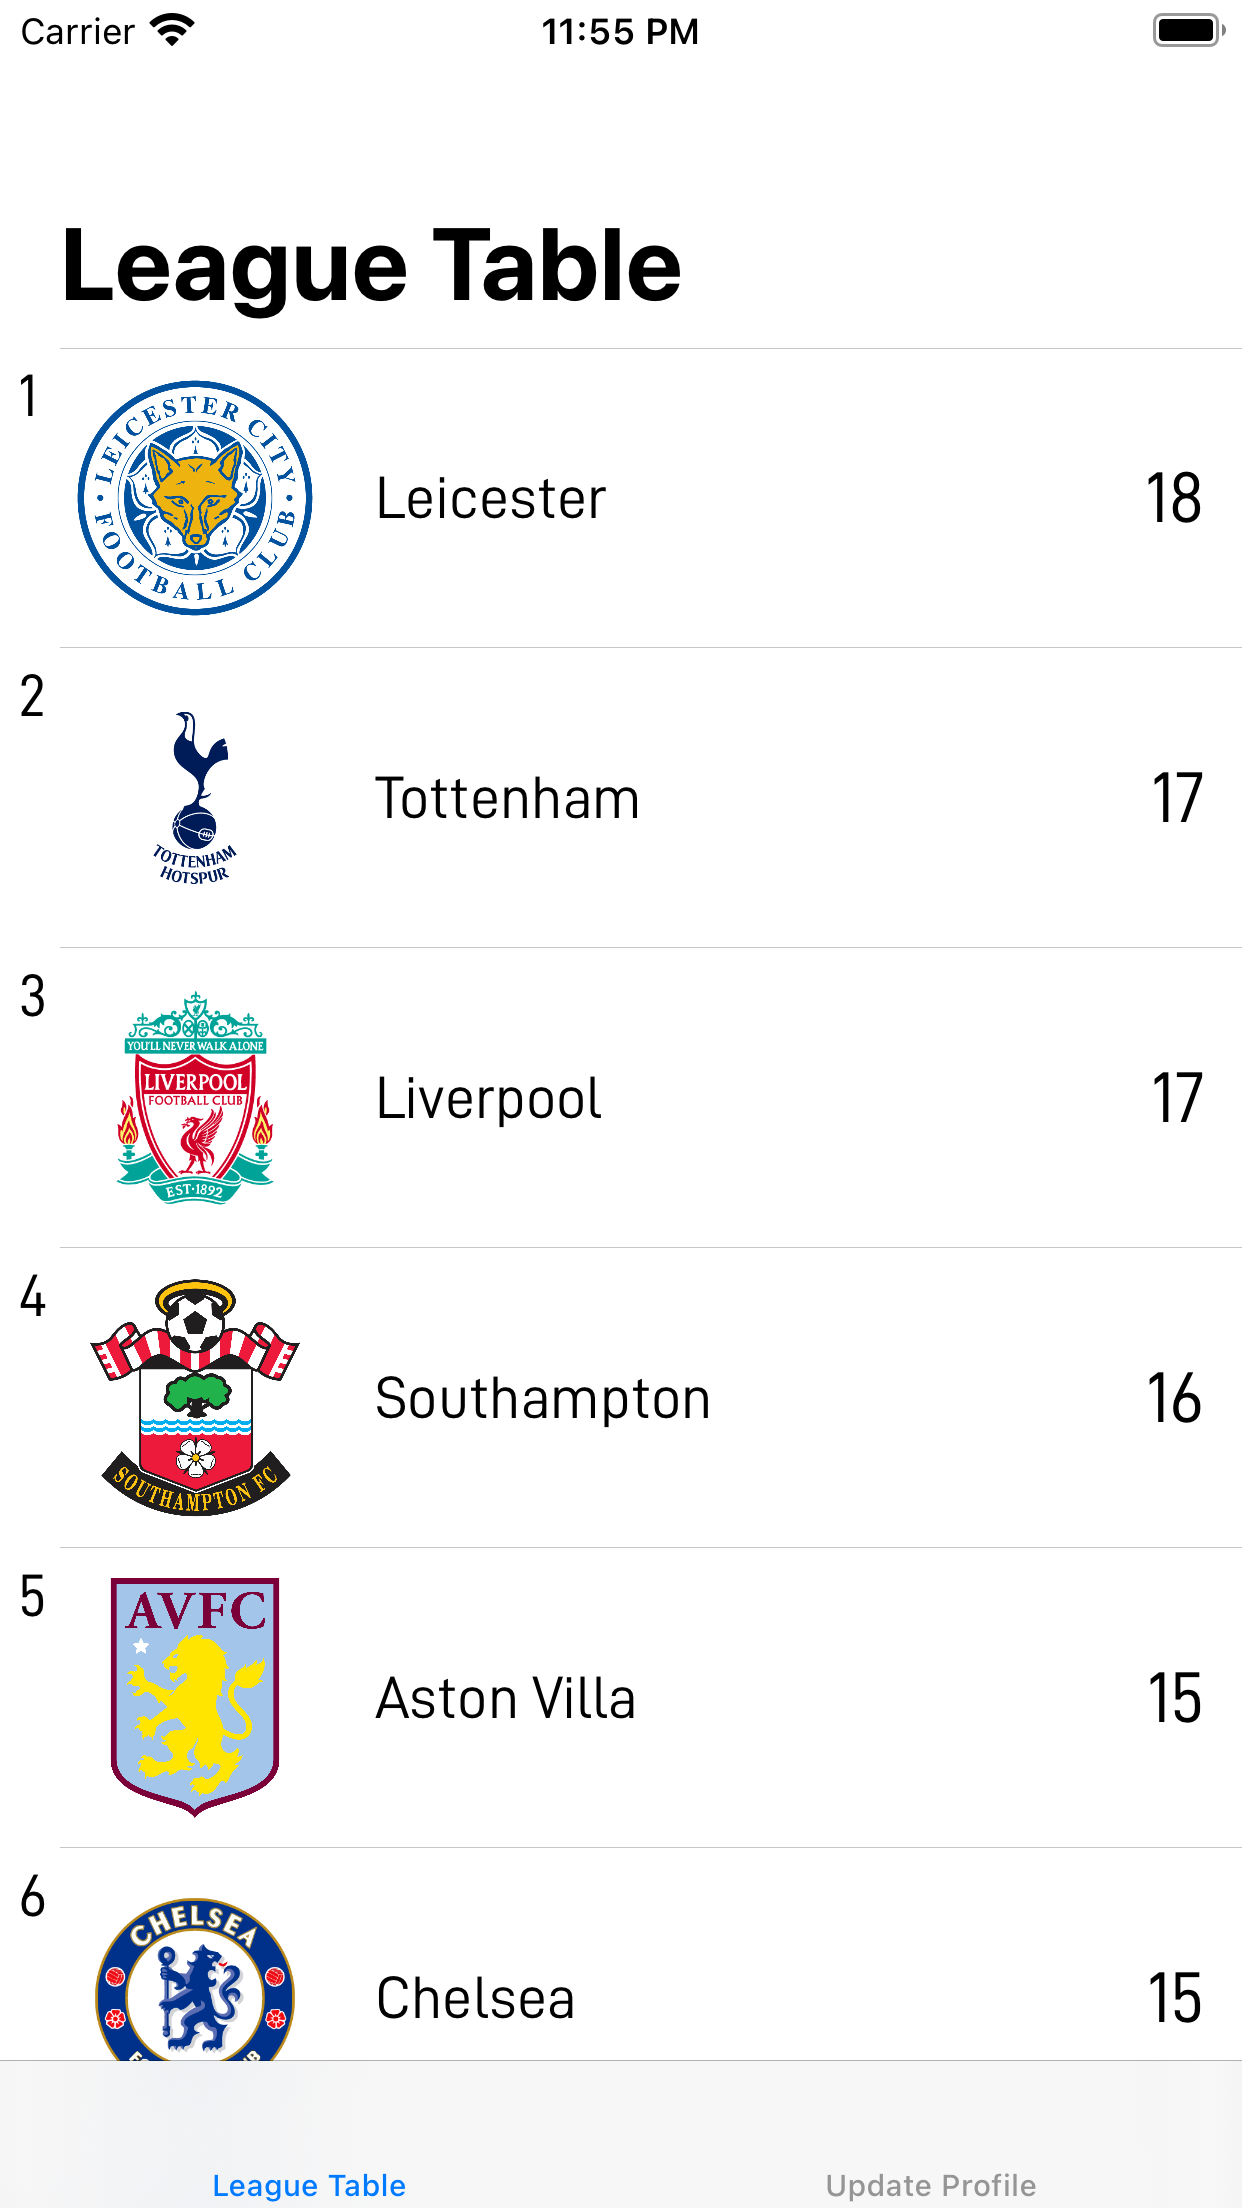 Carrier 11:55 PM
League Table
1
LEICESTER CITY
FOOTBALL CLUB
Leicester 18
2
TOTTENHAM
HOTSPUR
Tottenham 17
3
YOU'LL NEVER WALK ALONE
LIVERPOOL
FOOTBALL CLUB
EST·1892
Liverpool 17
4
SOUTHAMPTON FC
Southampton 16
5
AVFC
Aston Villa 15
6
CHELSEA
Chelsea 15
League Table Update Profile